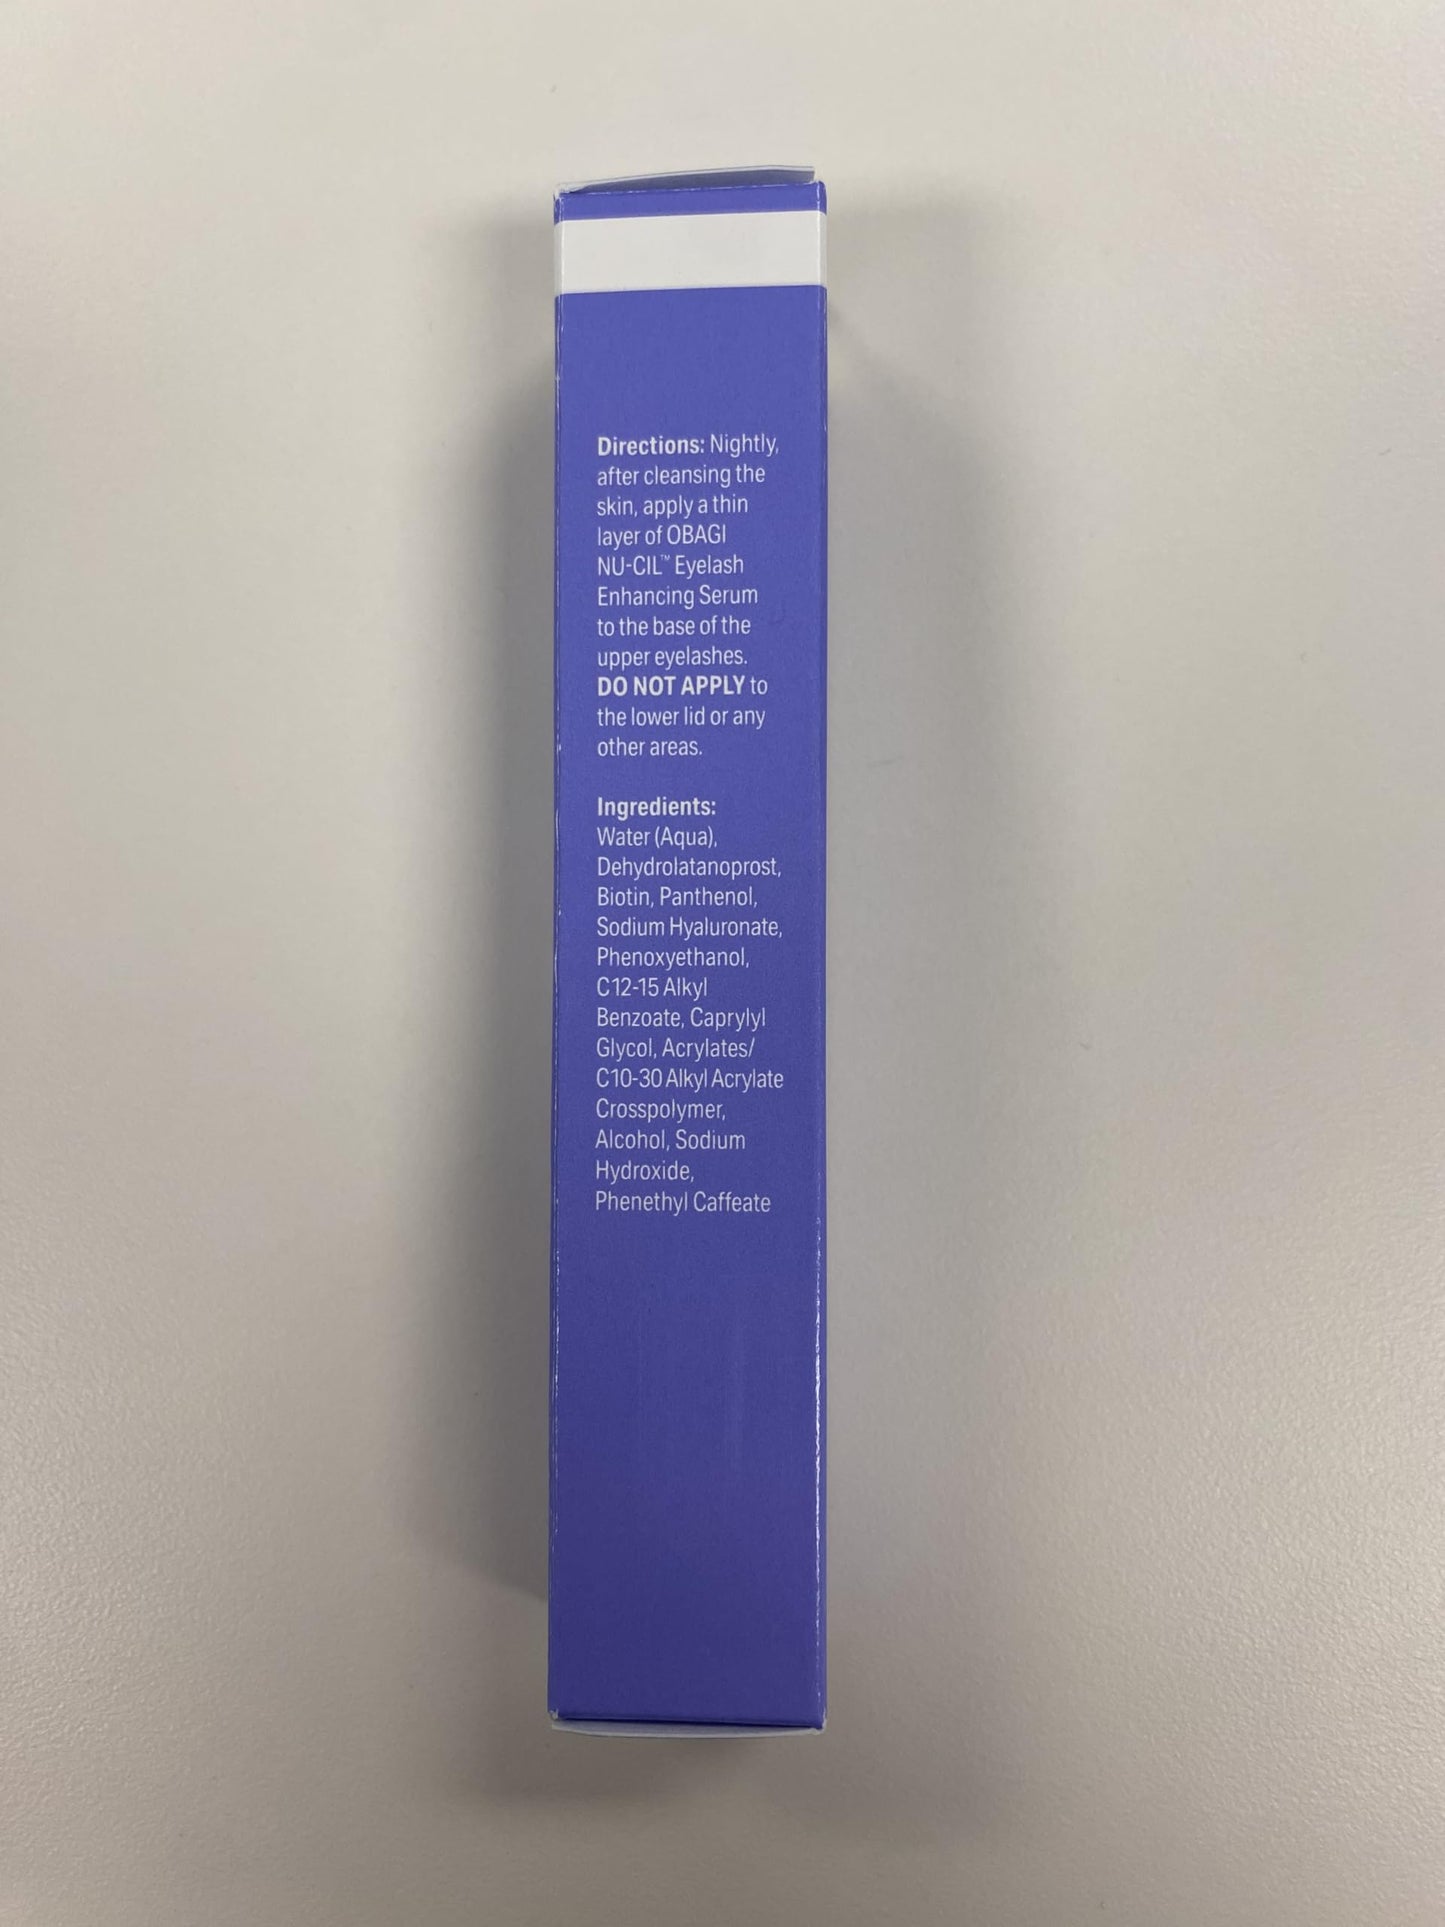 Directions: Nightly,
after cleansing the
skin, apply a thin
layer of OBAGI
NU-CIL™ Eyelash
Enhancing Serum
to the base of the
upper eyelashes.
DO NOT APPLY to
the lower lid or any
other areas.
Ingredients:
Water (Aqua),
Dehydrolatanoprost,
Biotin, Panthenol,
Sodium Hyaluronate,
Phenoxyethanol,
C12-15 Alkyl
Benzoate, Caprylyl
Glycol, Acrylates/
C10-30 Alkyl Acrylate
Crosspolymer,
Alcohol, Sodium
Hydroxide,
Phenethyl Caffeate